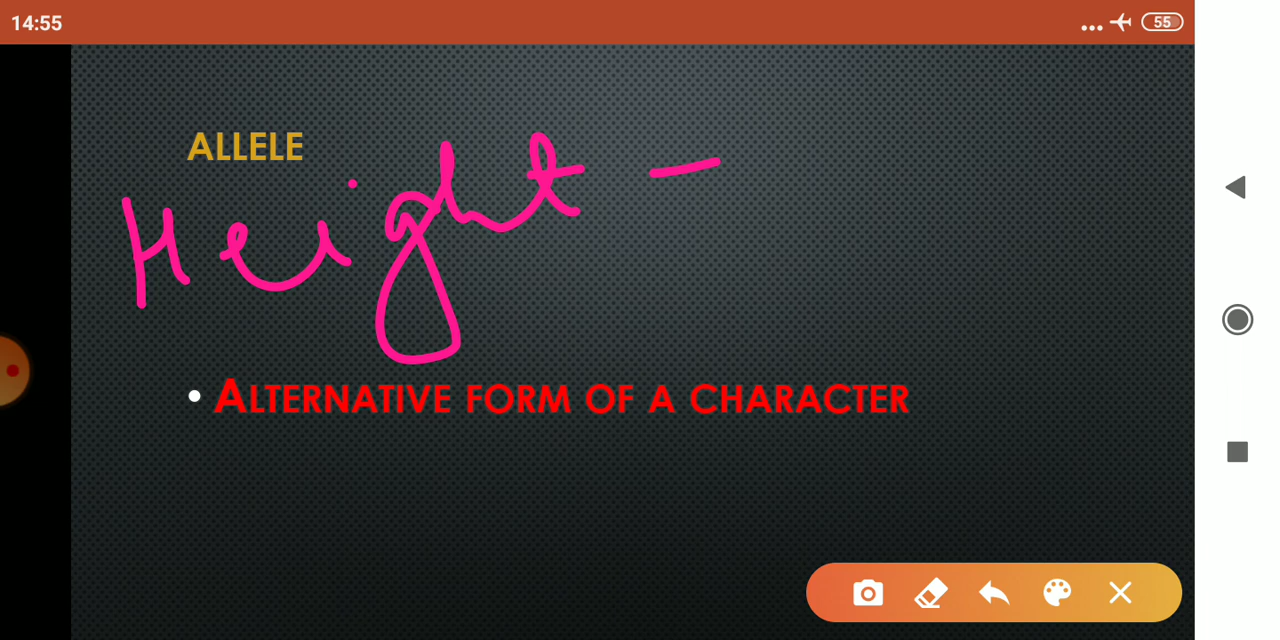 14:55
55
ALLELE
Height -
• ALTERNATIVE FORM OF A CHARACTER